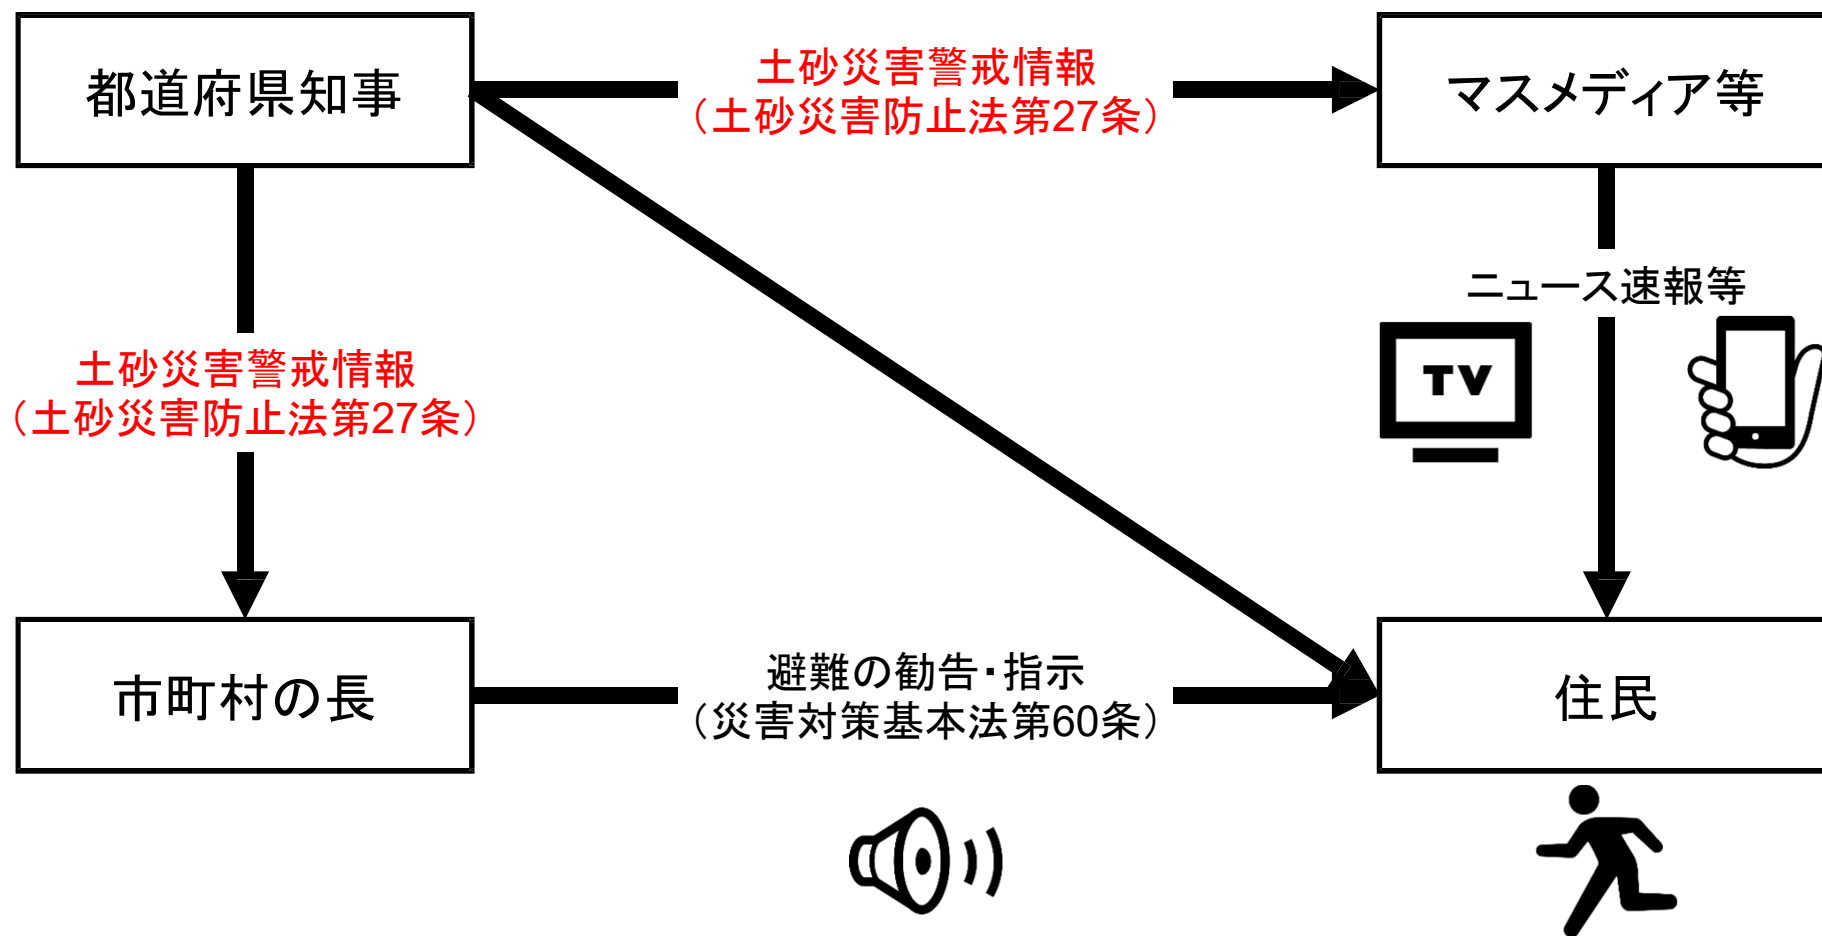 都道府県知事
土砂災害警戒情報
（土砂災害防止法第27条）
マスメディア等
ニュース速報等
TV
土砂災害警戒情報
（土砂災害防止法第27条）
市町村の長
避難の勧告・指示
（災害対策基本法第60条）
住民